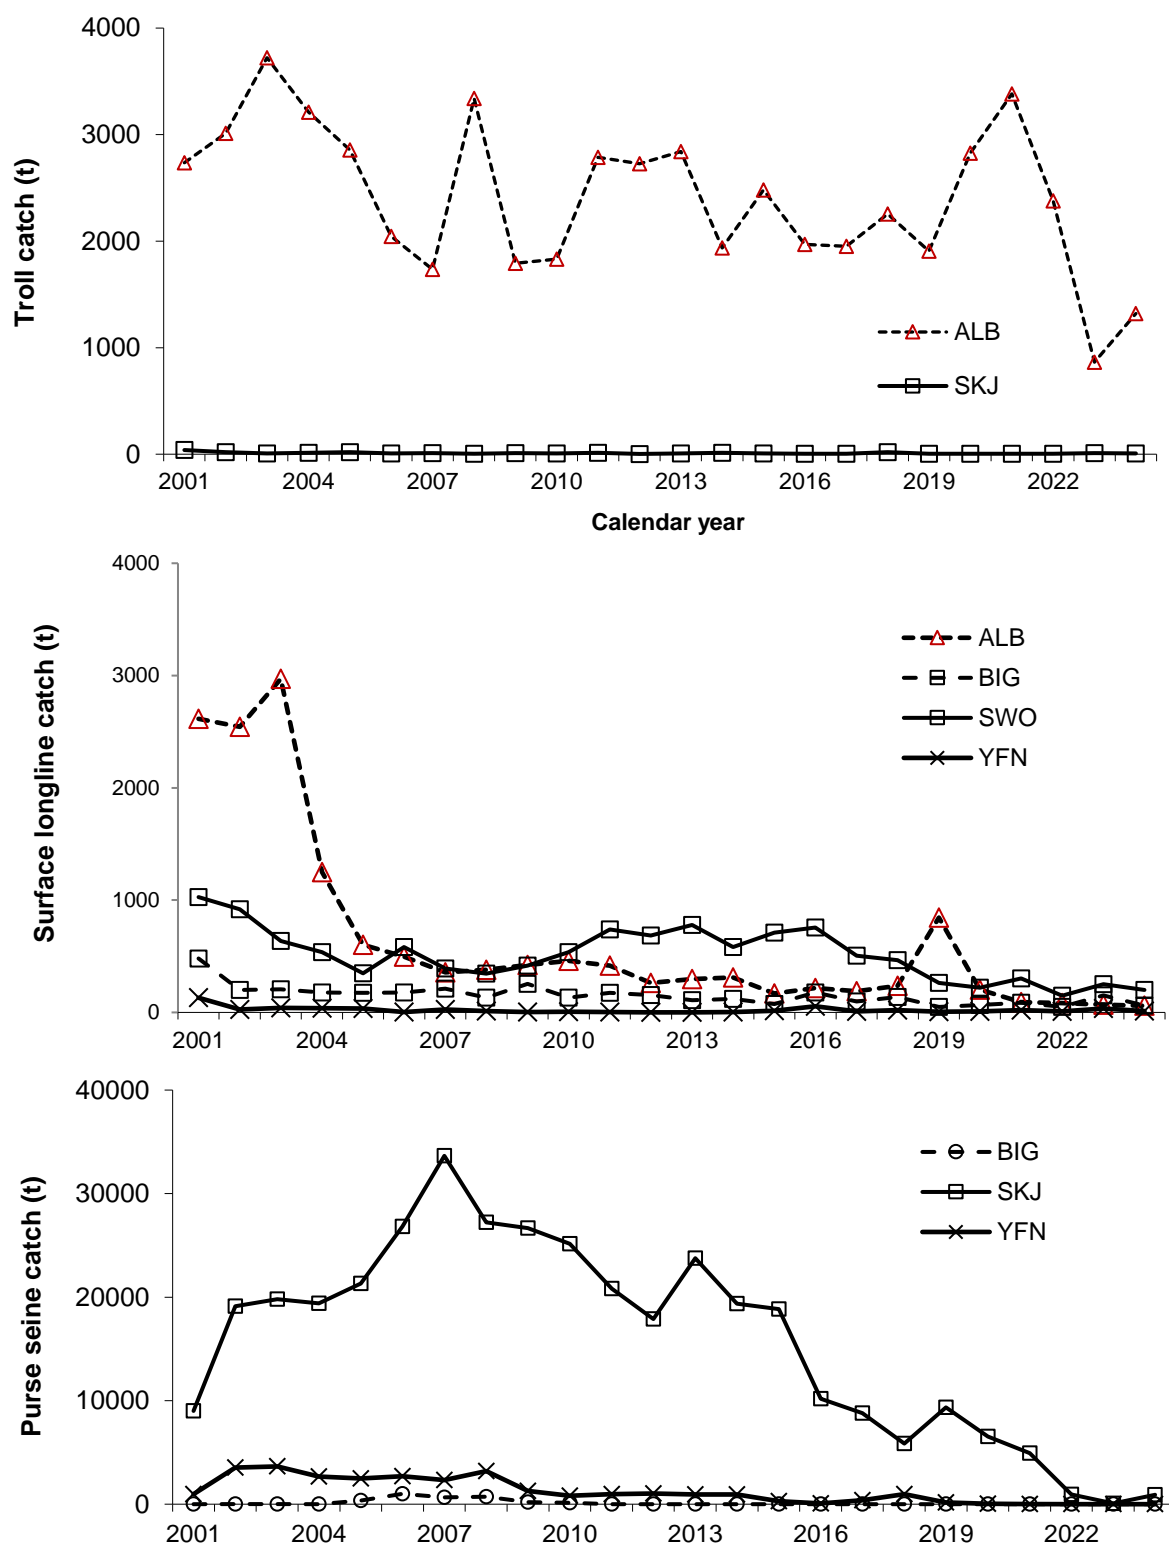 Troll catch (t)
4000
3000
2000
1000
0
ALB
SKJ
2001 2004 2007 2010 2013 2016 2019 2022
Calendar year
Surface longline catch (t)
4000
3000
2000
1000
0
ALB
BIG
SWO
YFN
2001 2004 2007 2010 2013 2016 2019 2022
Purse seine catch (t)
40000
30000
20000
10000
0
BIG
SKJ
YFN
2001 2004 2007 2010 2013 2016 2019 2022